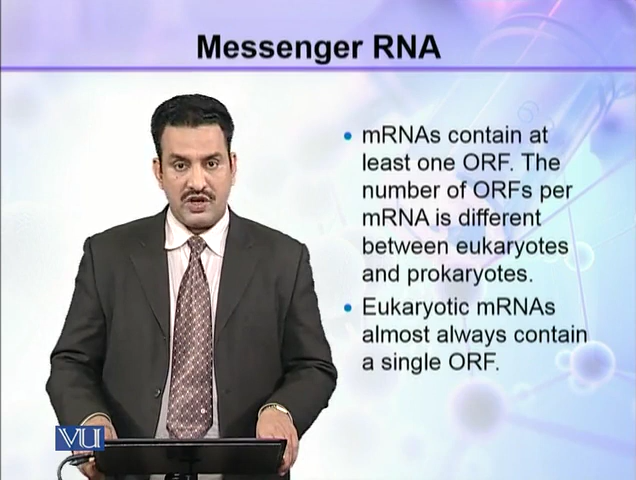 Messenger RNA
mRNAs contain at
least one ORF. The
number of ORFs per
mRNA is different
between eukaryotes
and prokaryotes.
Eukaryotic mRNAs
almost always contain
a single ORF.
VU